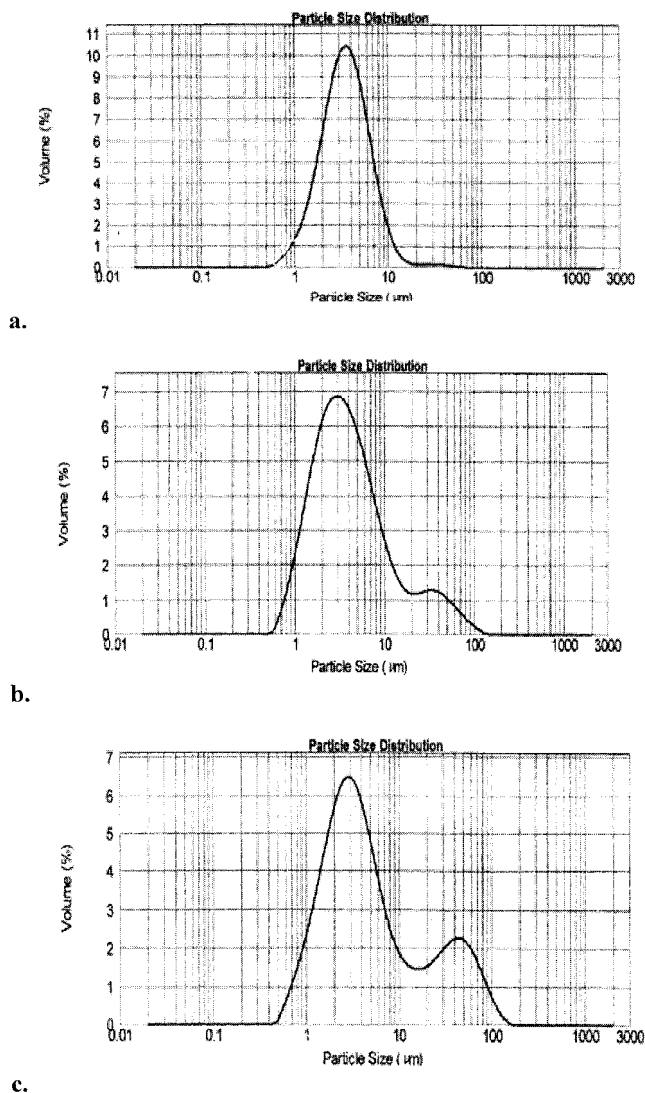 Particle Size Distribution
11
10
9
8
7
6
5
4
3
2
1
0
Volume (%)
0.01 0.1 1 10 100 1000 3000
Particle Size (µm)
a.
Particle Size Distribution
7
6
5
4
3
2
1
0
Volume (%)
0.01 0.1 1 10 100 1000 3000
Particle Size (µm)
b.
Particle Size Distribution
7
6
5
4
3
2
1
0
Volume (%)
0.01 0.1 1 10 100 1000 3000
Particle Size (µm)
c.